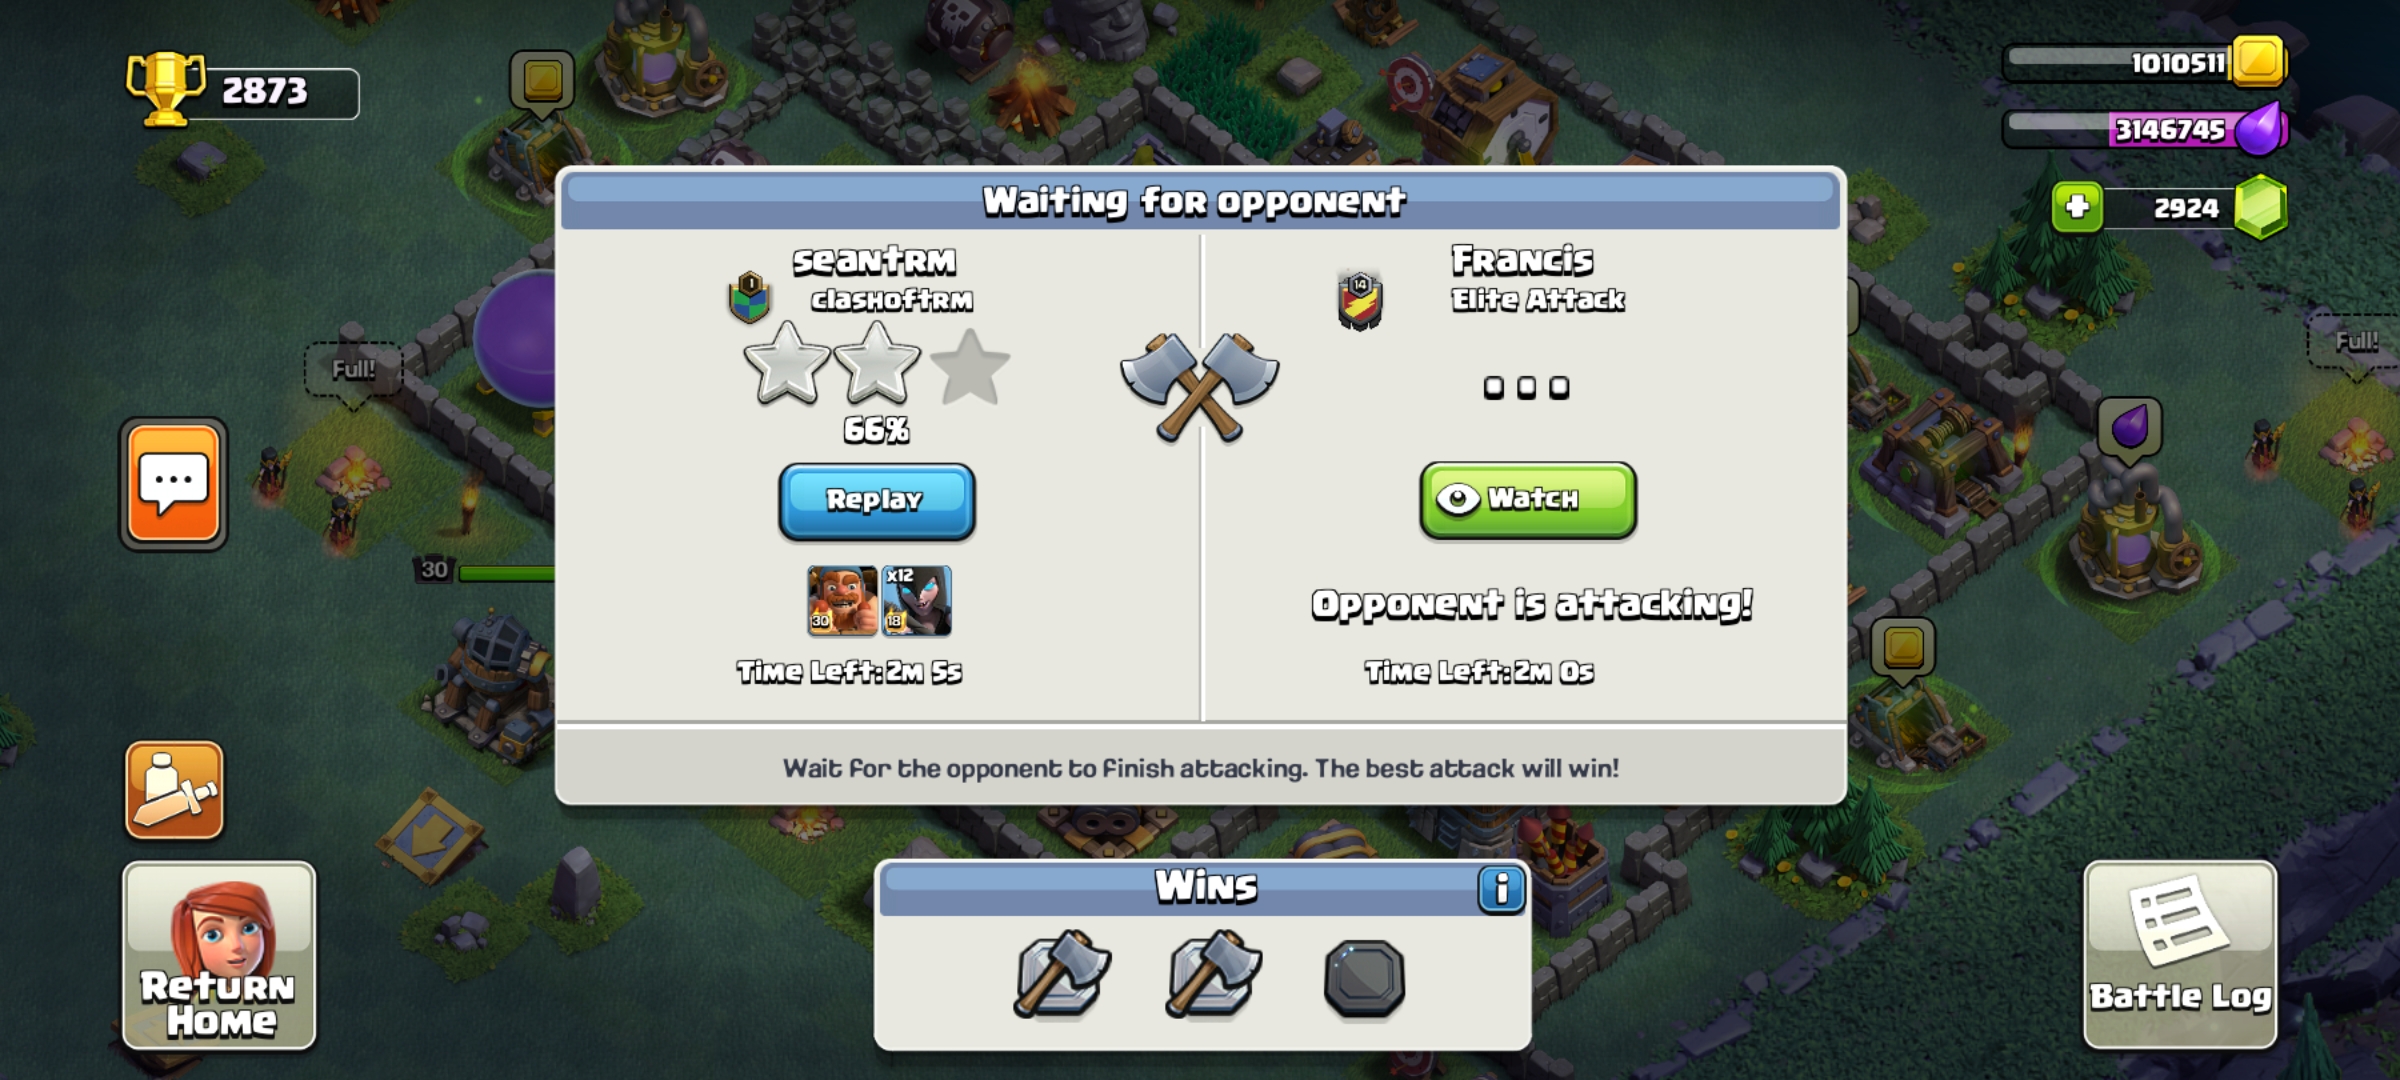 2873
1010511
3146745
2924
Waiting for opponent
seantrm
1
clashoftrm
66%
Replay
30
x12
18
Time Left:2m 5s
Francis
14
Elite Attack
Watch
Opponent is attacking!
Time Left:2m 0s
Wait for the opponent to finish attacking. The best attack will win!
Full!
Full!
30
Wins
i
Return
Home
Battle Log